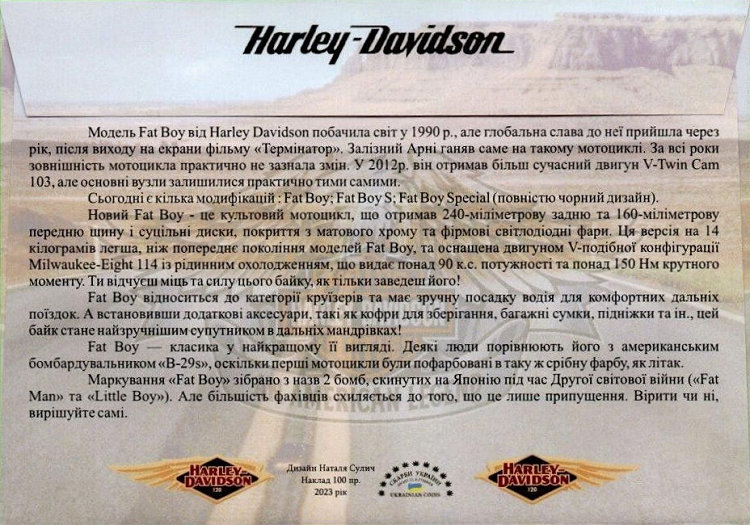 Harley-Davidson
Модель Fat Boy від Harley Davidson побачила світ у 1990 р., але глобальна слава до неї прийшла через
рік, після виходу на екрани фільму «Термінатор». Залізний Арні ганяв саме на такому мотоциклі. За всі роки
зовнішність мотоцикла практично не зазнала змін. У 2012р. він отримав більш сучасний двигун V-Twin Cam
103, але основні вузли залишилися практично тими самими.
Сьогодні є кілька модифікацій : Fat Boy; Fat Boy S; Fat Boy Special (повністю чорний дизайн).
Новий Fat Boy - це культовий мотоцикл, що отримав 240-міліметрову задню та 160-міліметрову
передню шину і суцільні диски, покриття з матового хрому та фірмові світлодіодні фари. Ця версія на 14
кілограмів легша, ніж попереднє покоління моделей Fat Boy, та оснащена двигуном V-подібної конфігурації
Milwaukee-Eight 114 із рідинним охолодженням, що видає понад 90 к.с. потужності та понад 150 Нм крутного
моменту. Ти відчуєш міць та силу цього байку, як тільки заведеш його!
Fat Boy відноситься до категорії круїзерів та має зручну посадку водія для комфортних дальніх
поїздок. А встановивши додаткові аксесуари, такі як кофри для зберігання, багажні сумки, підніжки та ін., цей
байк стане найзручнішим супутником в дальніх мандрівках!
Fat Boy — класика у найкращому її вигляді. Деякі люди порівнюють його з американським
бомбардувальником «B-29s», оскільки перші мотоцикли були пофарбовані в таку ж срібну фарбу, як літак.
Маркування «Fat Boy» зібрано з назв 2 бомб, скинутих на Японію під час Другої світової війни («Fat
Man» та «Little Boy»). Але більшість фахівців схиляється до того, що це лише припущення. Вірити чи ні,
вирішуйте самі.
AMERICAN LEGEND
HARLEY-
DAVIDSON
120
Дизайн Наталя Сулич
Наклад 100 пр.
2023 рік
СКАРБИ УКРАЇНИ
UKRAINIAN COINS
HARLEY-
DAVIDSON
120